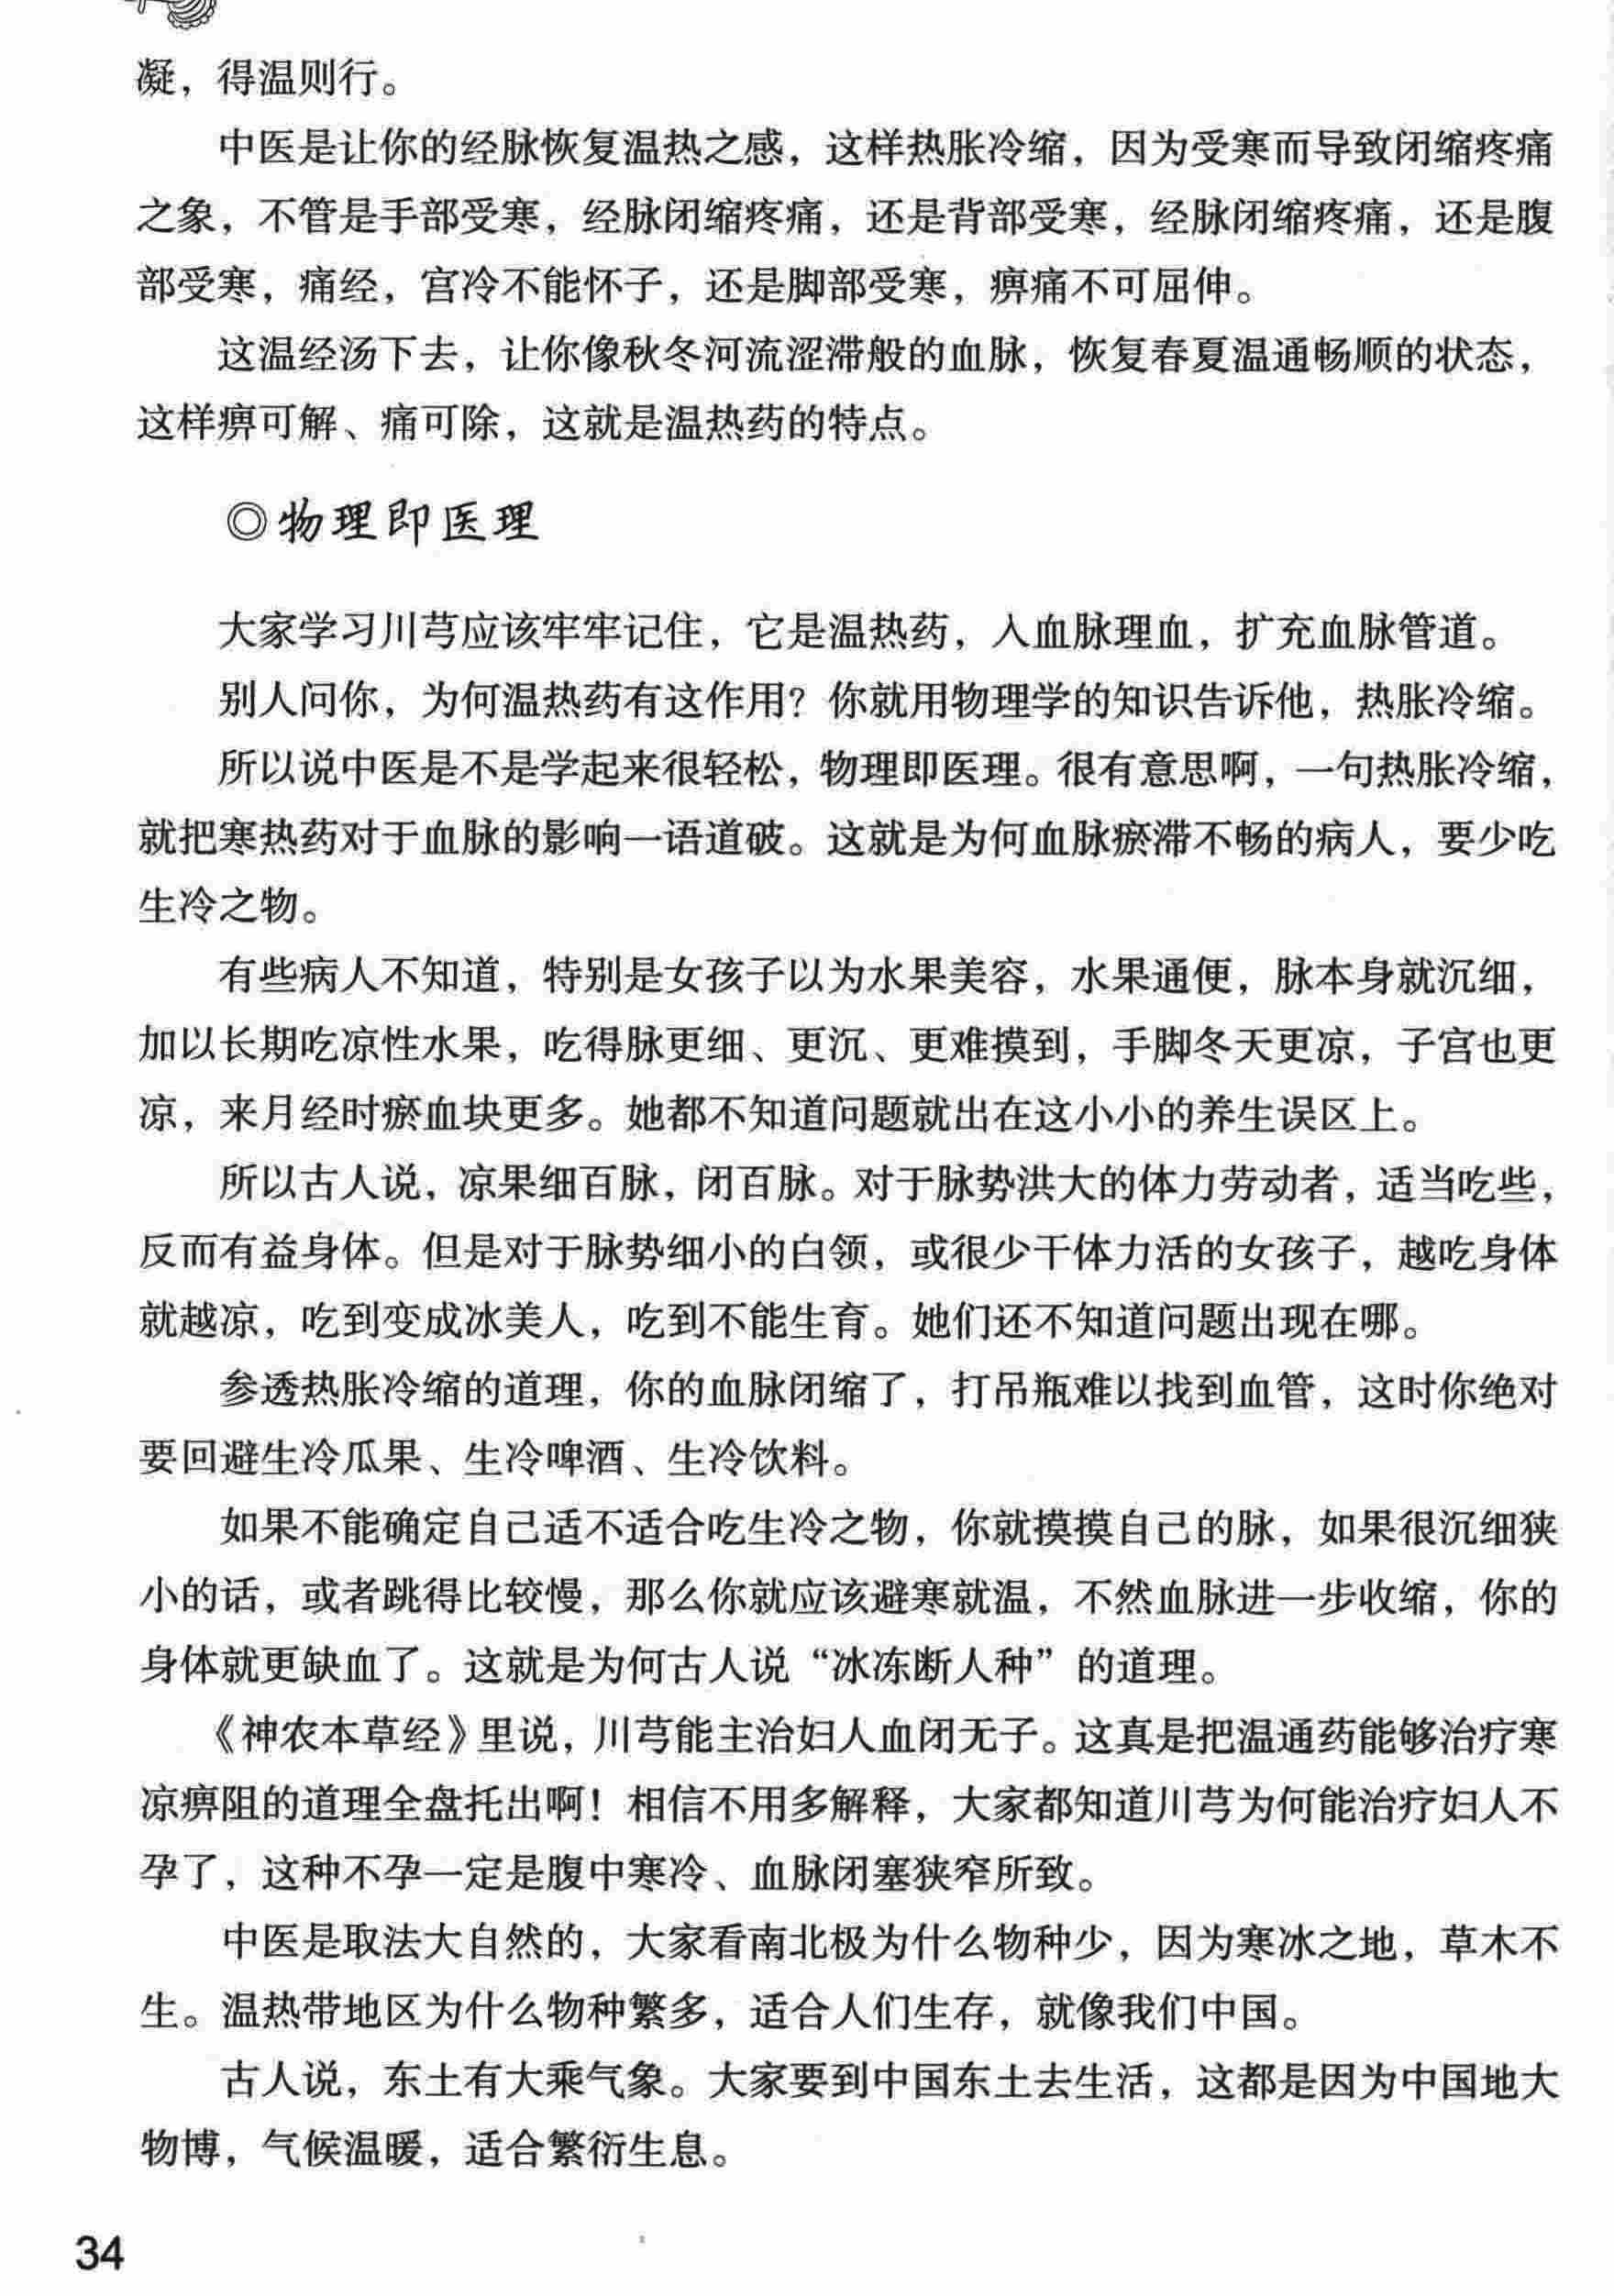 凝，得温则行。
中医是让你的经脉恢复温热之感，这样热胀冷缩，因为受寒而导致闭缩疼痛
之象，不管是手部受寒，经脉闭缩疼痛，还是背部受寒，经脉闭缩疼痛，还是腹
部受寒，痛经，宫冷不能怀子，还是脚部受寒，痹痛不可屈伸。
这温经汤下去，让你像秋冬河流涩滞般的血脉，恢复春夏温通畅顺的状态，
这样痹可解、痛可除，这就是温热药的特点。
◎物理即医理
大家学习川芎应该牢牢记住，它是温热药，入血脉理血，扩充血脉管道。
别人问你，为何温热药有这作用？你就用物理学的知识告诉他，热胀冷缩。
所以说中医是不是学起来很轻松，物理即医理。很有意思啊，一句热胀冷缩，
就把寒热药对于血脉的影响一语道破。这就是为何血脉瘀滞不畅的病人，要少吃
生冷之物。
有些病人不知道，特别是女孩子以为水果美容，水果通便，脉本身就沉细，
加以长期吃凉性水果，吃得脉更细、更沉、更难摸到，手脚冬天更凉，子宫也更
凉，来月经时瘀血块更多。她都不知道问题就出在这小小的养生误区上。
所以古人说，凉果细百脉，闭百脉。对于脉势洪大的体力劳动者，适当吃些，
反而有益身体。但是对于脉势细小的白领，或很少干体力活的女孩子，越吃身体
就越凉，吃到变成冰美人，吃到不能生育。她们还不知道问题出现在哪。
参透热胀冷缩的道理，你的血脉闭缩了，打吊瓶难以找到血管，这时你绝对
要回避生冷瓜果、生冷啤酒、生冷饮料。
如果不能确定自己适不适合吃生冷之物，你就摸摸自己的脉，如果很沉细狭
小的话，或者跳得比较慢，那么你就应该避寒就温，不然血脉进一步收缩，你的
身体就更缺血了。这就是为何古人说“冰冻断人种”的道理。
《神农本草经》里说，川芎能主治妇人血闭无子。这真是把温通药能够治疗寒
凉痹阻的道理全盘托出啊！相信不用多解释，大家都知道川芎为何能治疗妇人不
孕了，这种不孕一定是腹中寒冷、血脉闭塞狭窄所致。
中医是取法大自然的，大家看南北极为什么物种少，因为寒冰之地，草木不
生。温热带地区为什么物种繁多，适合人们生存，就像我们中国。
古人说，东土有大乘气象。大家要到中国东土去生活，这都是因为中国地大
物博，气候温暖，适合繁衍生息。
34